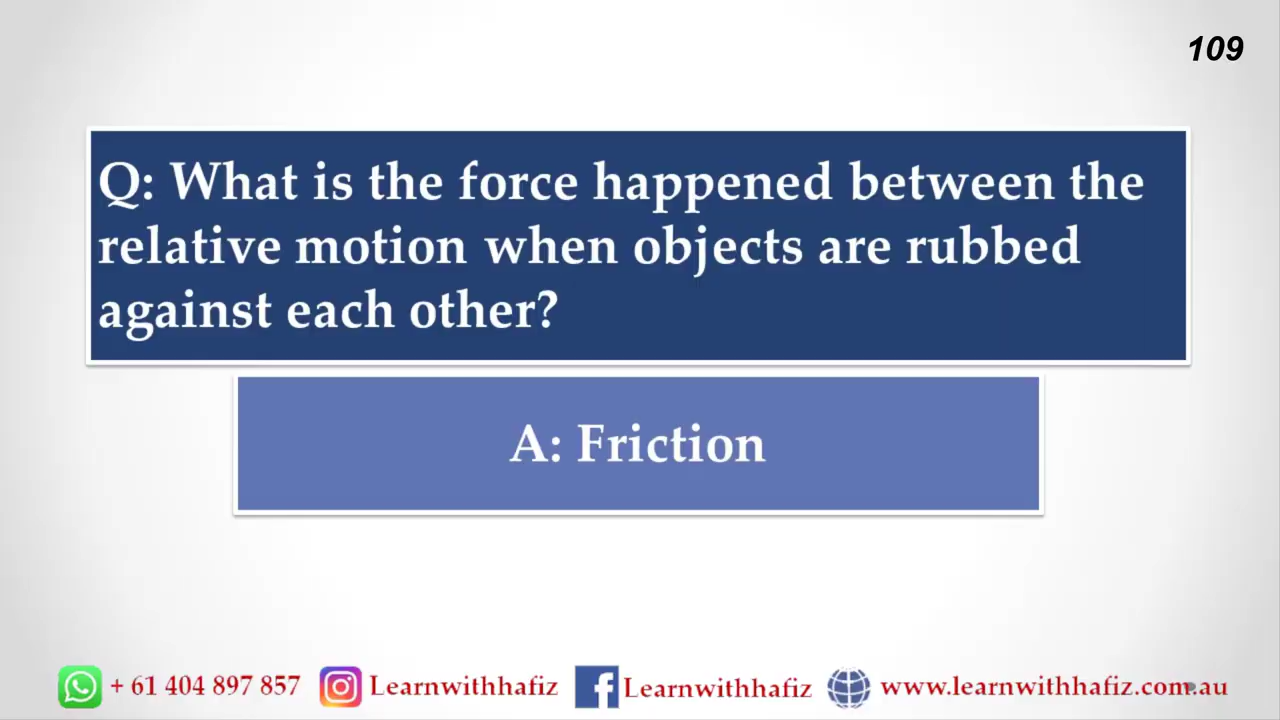 109
Q: What is the force happened between the
relative motion when objects are rubbed
against each other?
A: Friction
+ 61 404 897 857 Learnwithhafiz Learnwithhafiz www.learnwithhafiz.com.au